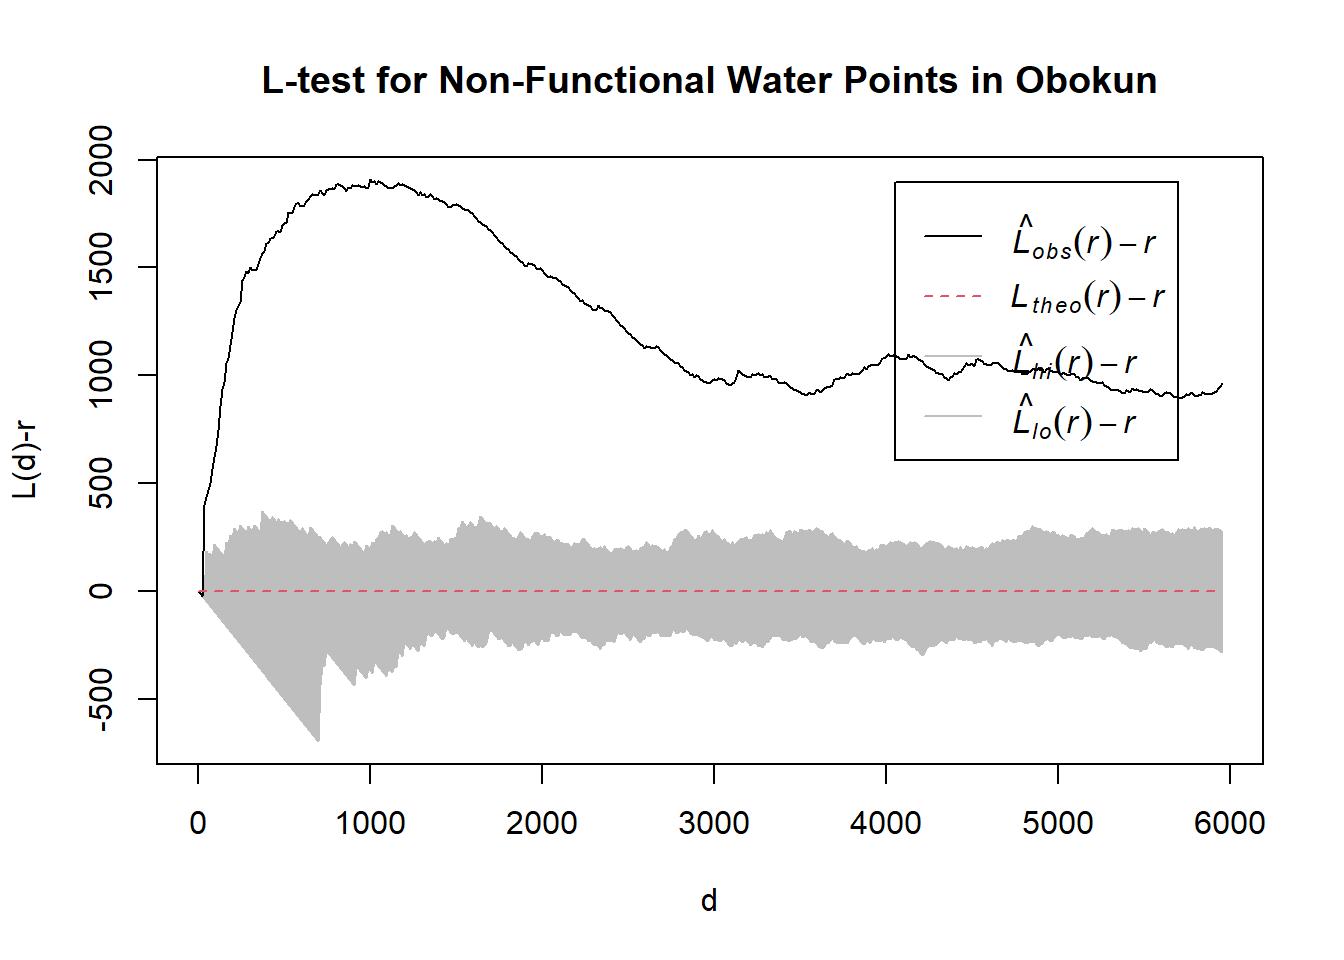 L-test for Non-Functional Water Points in Obokun
L(d)-r
2000
1500
1000
500
0
-500
L̂obs(r) – r
Ltheo(r) – r
L̂hi(r) – r
L̂lo(r) – r
0 1000 2000 3000 4000 5000 6000
d